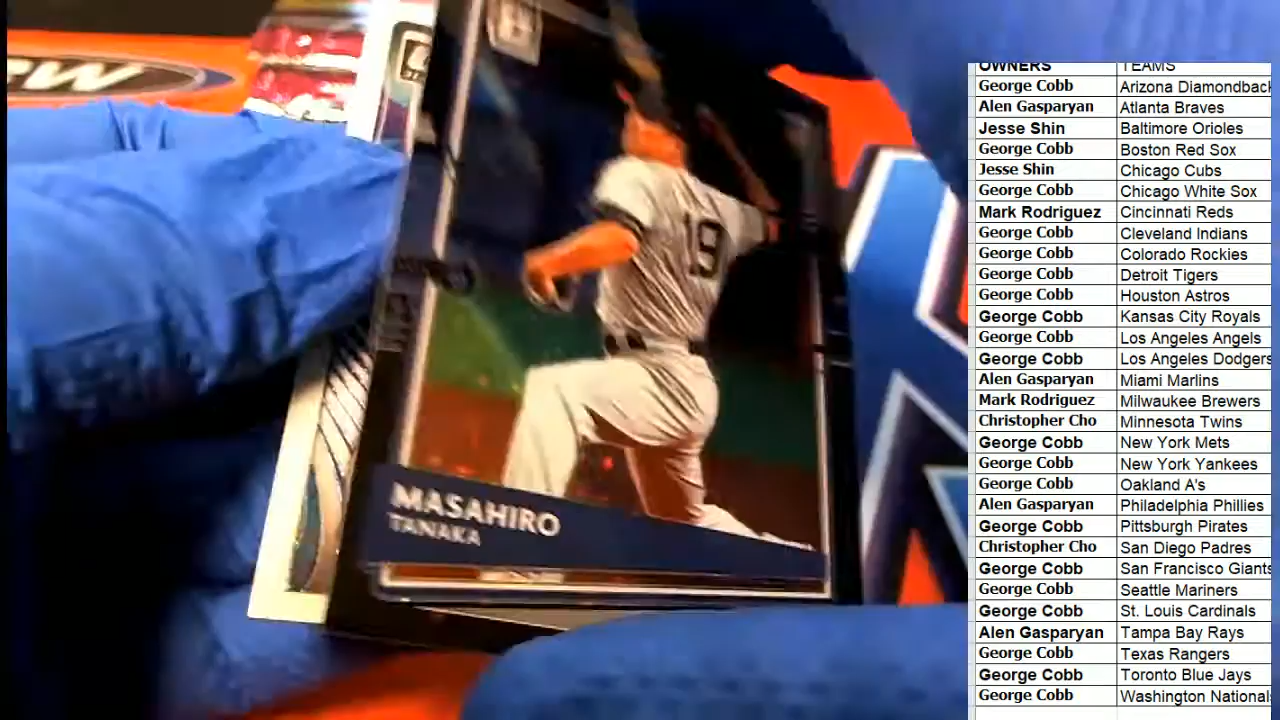 RW
19
MASAHIRO
TANAKA
OWNERS TEAMS
George Cobb Arizona Diamondback
Alen Gasparyan Atlanta Braves
Jesse Shin Baltimore Orioles
George Cobb Boston Red Sox
Jesse Shin Chicago Cubs
George Cobb Chicago White Sox
Mark Rodriguez Cincinnati Reds
George Cobb Cleveland Indians
George Cobb Colorado Rockies
George Cobb Detroit Tigers
George Cobb Houston Astros
George Cobb Kansas City Royals
George Cobb Los Angeles Angels
George Cobb Los Angeles Dodgers
Alen Gasparyan Miami Marlins
Mark Rodriguez Milwaukee Brewers
Christopher Cho Minnesota Twins
George Cobb New York Mets
George Cobb New York Yankees
George Cobb Oakland A's
Alen Gasparyan Philadelphia Phillies
George Cobb Pittsburgh Pirates
Christopher Cho San Diego Padres
George Cobb San Francisco Giants
George Cobb Seattle Mariners
George Cobb St. Louis Cardinals
Alen Gasparyan Tampa Bay Rays
George Cobb Texas Rangers
George Cobb Toronto Blue Jays
George Cobb Washington National